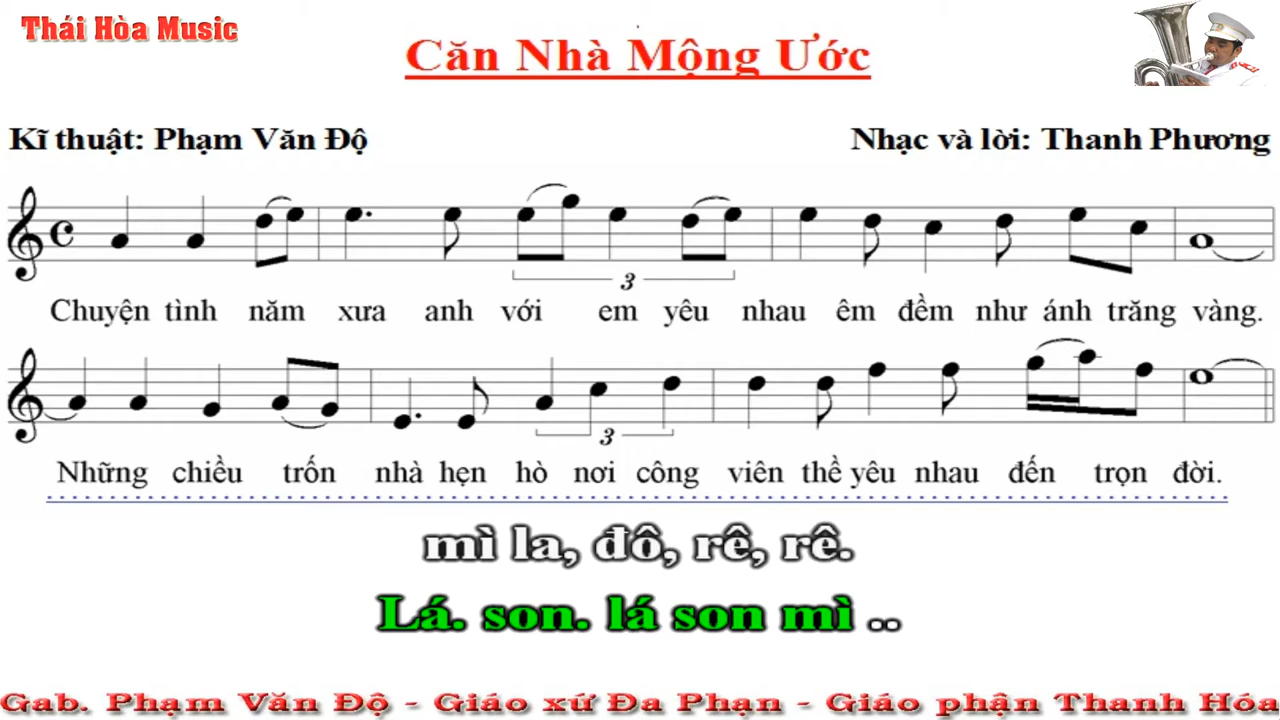 Thái Hòa Music
Căn Nhà Mộng Ước
Kĩ thuật: Phạm Văn Độ
Nhạc và lời: Thanh Phương
3
Chuyện tình năm xưa anh với em yêu nhau êm đềm như ánh trăng vàng.
3
Những chiều trốn nhà hẹn hò nơi công viên thề yêu nhau đến trọn đời.
mì la, đô, rê, rê.
Lá. son. lá son mì ..
Gab. Phạm Văn Độ - Giáo xứ Đa Phạn - Giáo phận Thanh Hóa